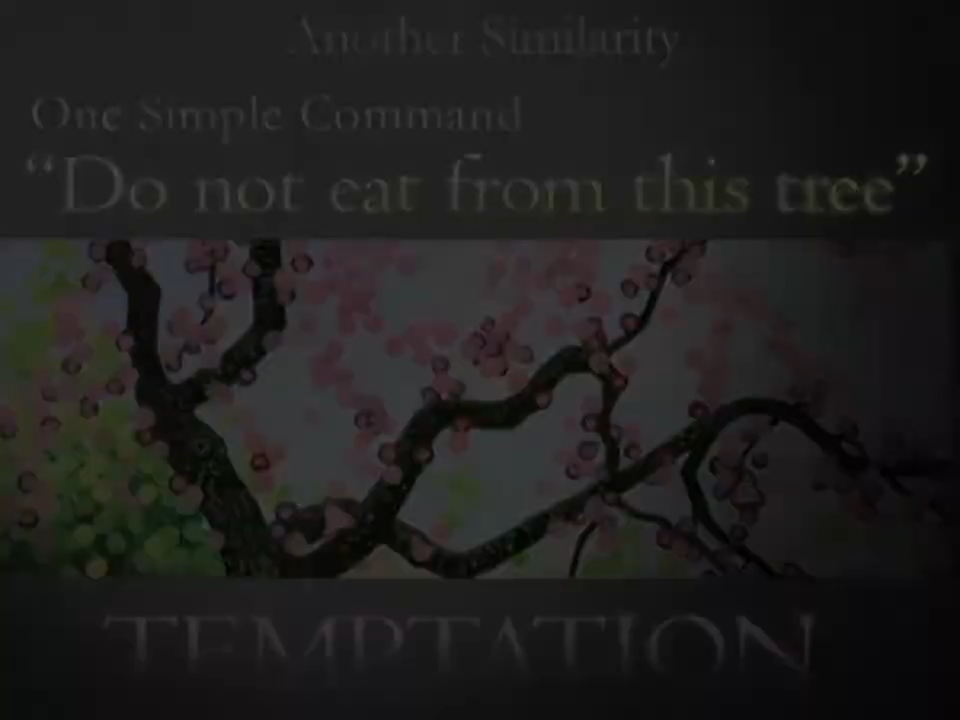 Another Similarity
One Simple Command
“Do not eat from this tree”
TEMPTATION